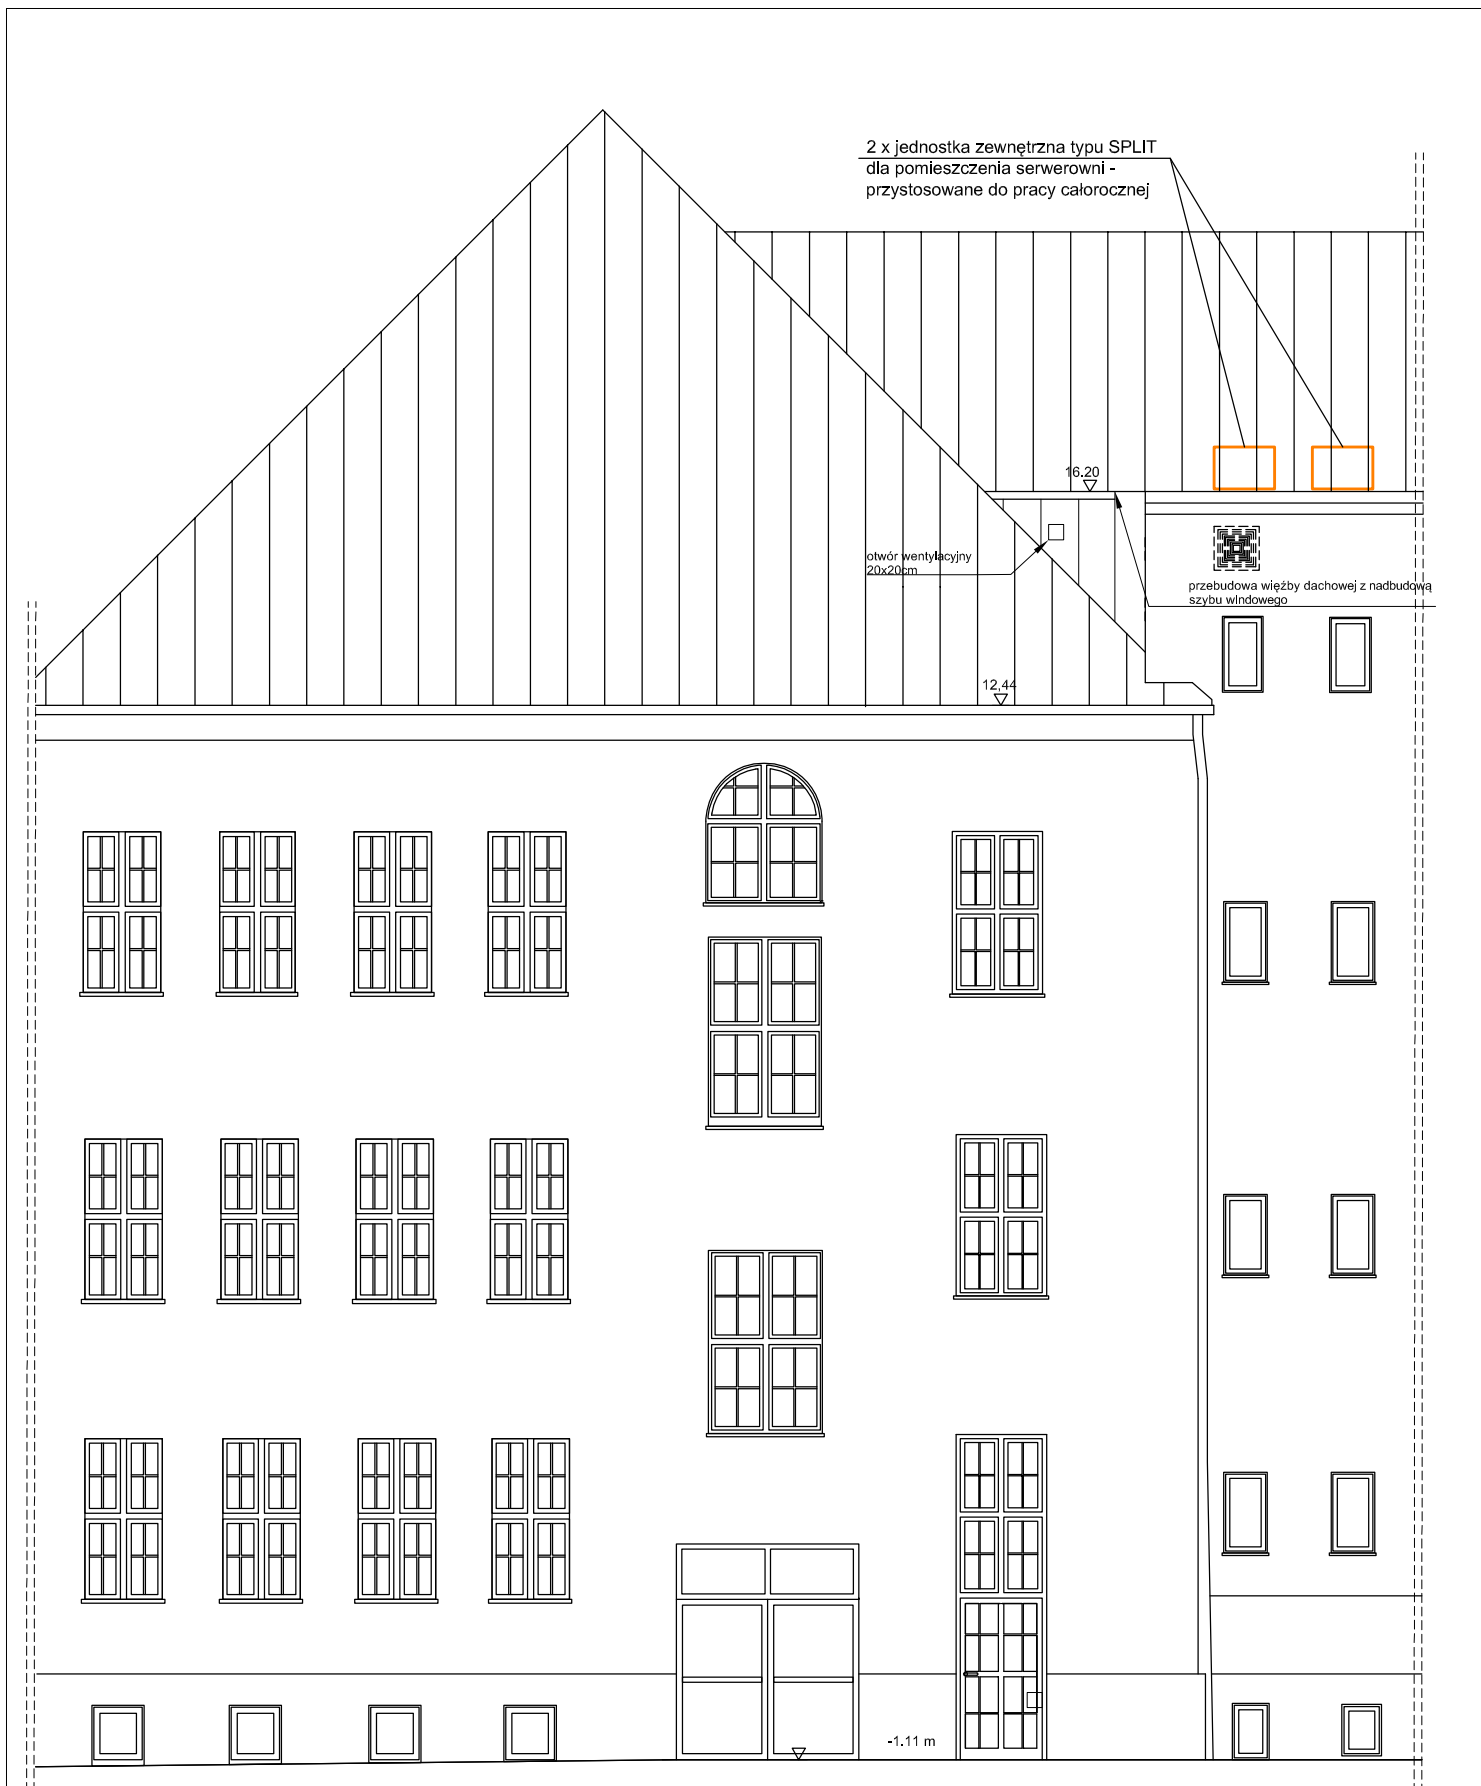 2 x jednostka zewnętrzna typu SPLIT
dla pomieszczenia serwerowni -
przystosowane do pracy całorocznej
16.20
otwór wentylacyjny
20x20cm
przebudowa więźby dachowej z nadbudową
szybu windowego
12,44
-1.11 m